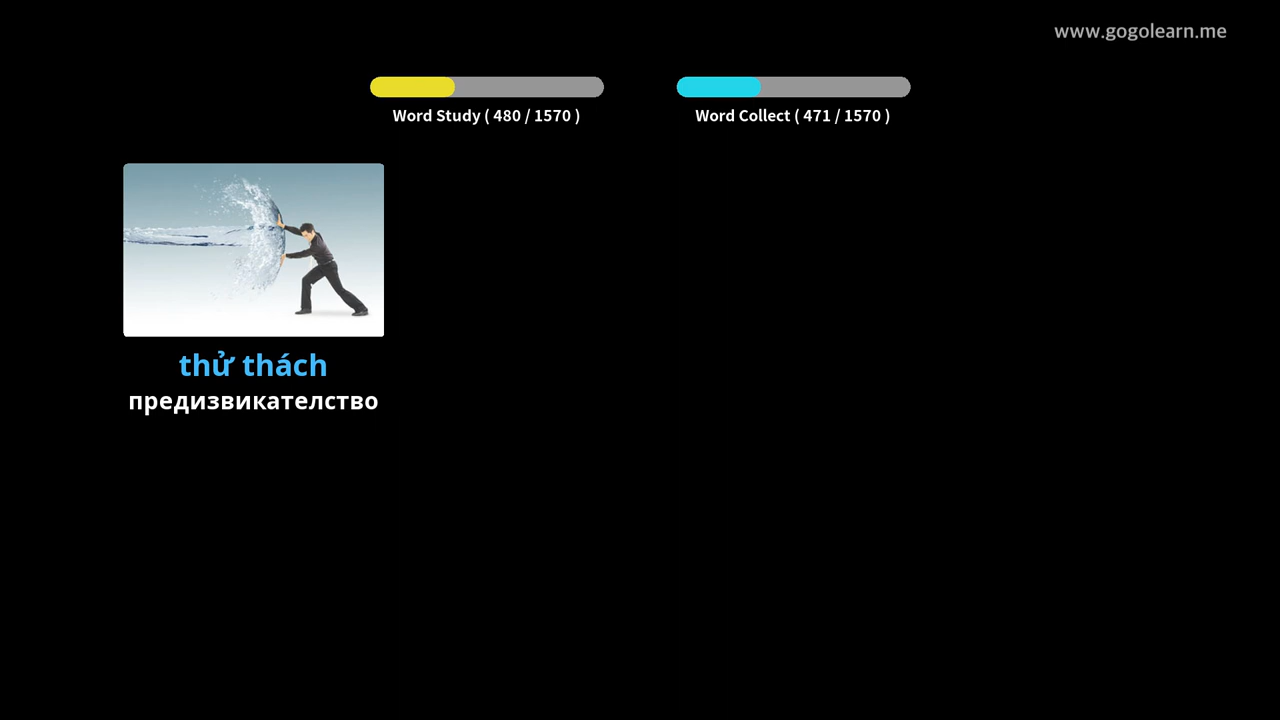 www.gogolearn.me
Word Study ( 480 / 1570 )
Word Collect ( 471 / 1570 )
thử thách
предизвикателство